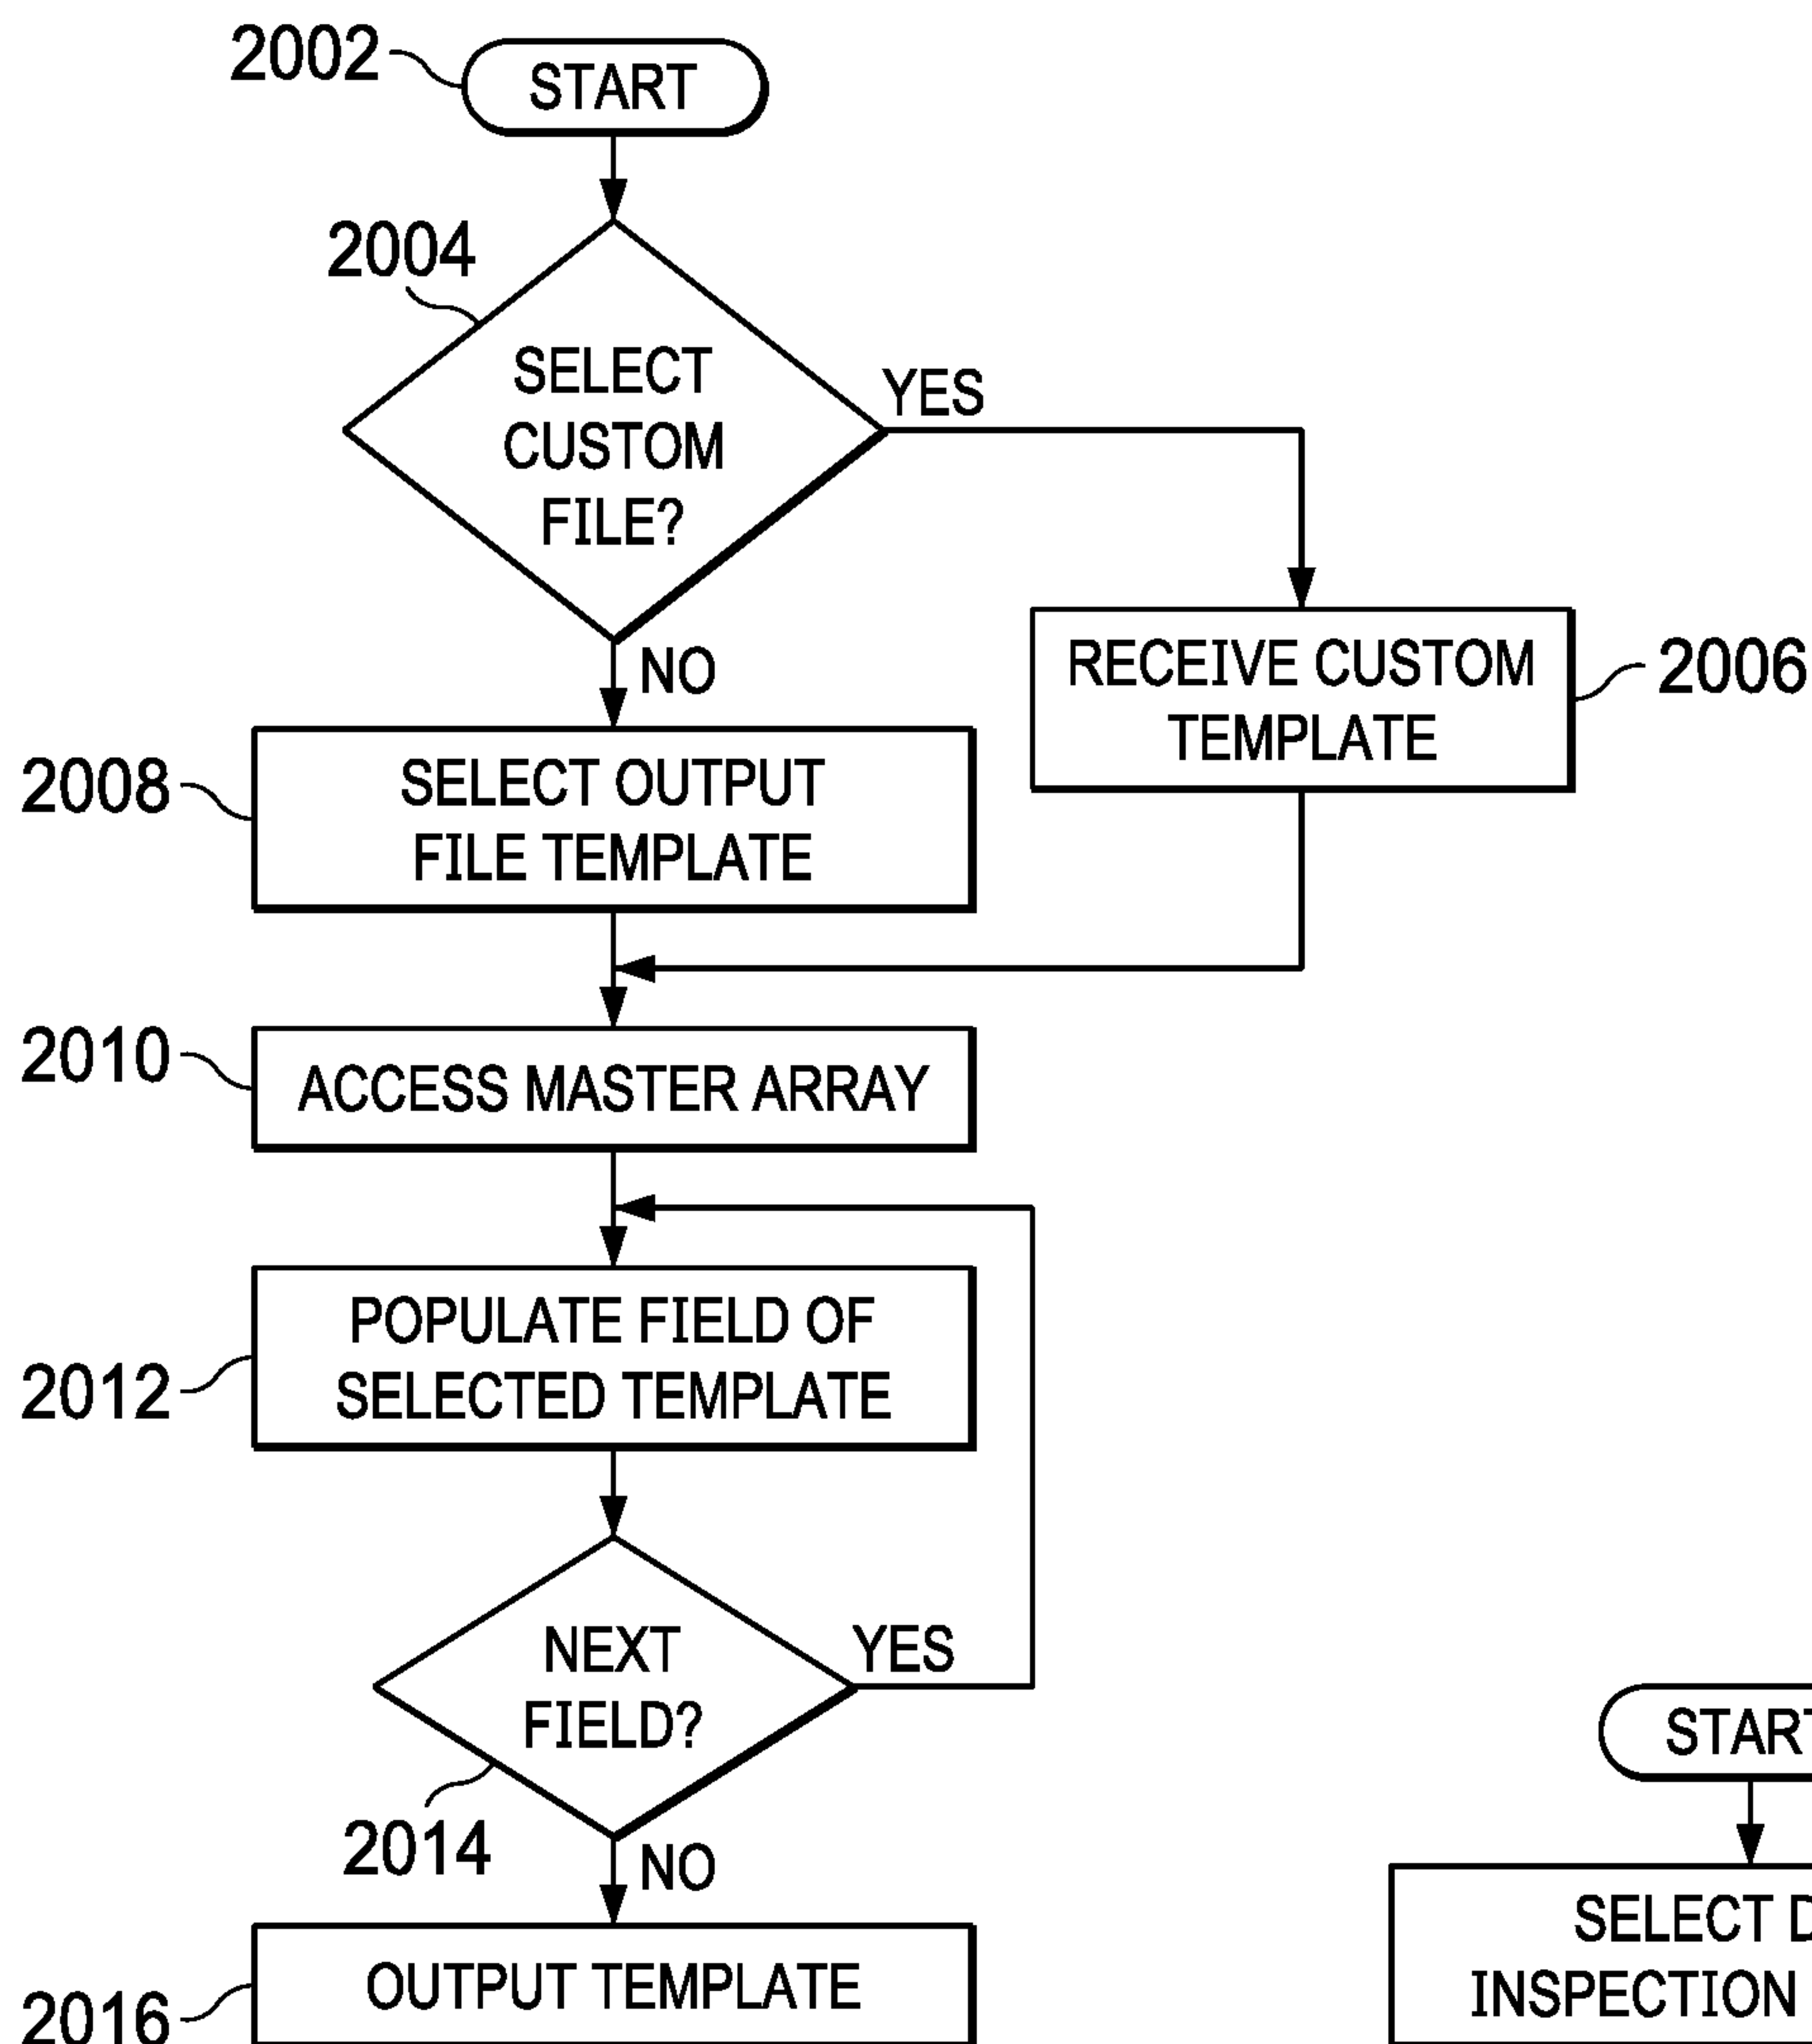 2002
START
2004
SELECT
CUSTOM
FILE?
YES
NO
RECEIVE CUSTOM
TEMPLATE
2006
2008
SELECT OUTPUT
FILE TEMPLATE
2010
ACCESS MASTER ARRAY
POPULATE FIELD OF
SELECTED TEMPLATE
2012
NEXT
FIELD?
YES
2014
NO
OUTPUT TEMPLATE
2016
START
SELECT
INSPECTION